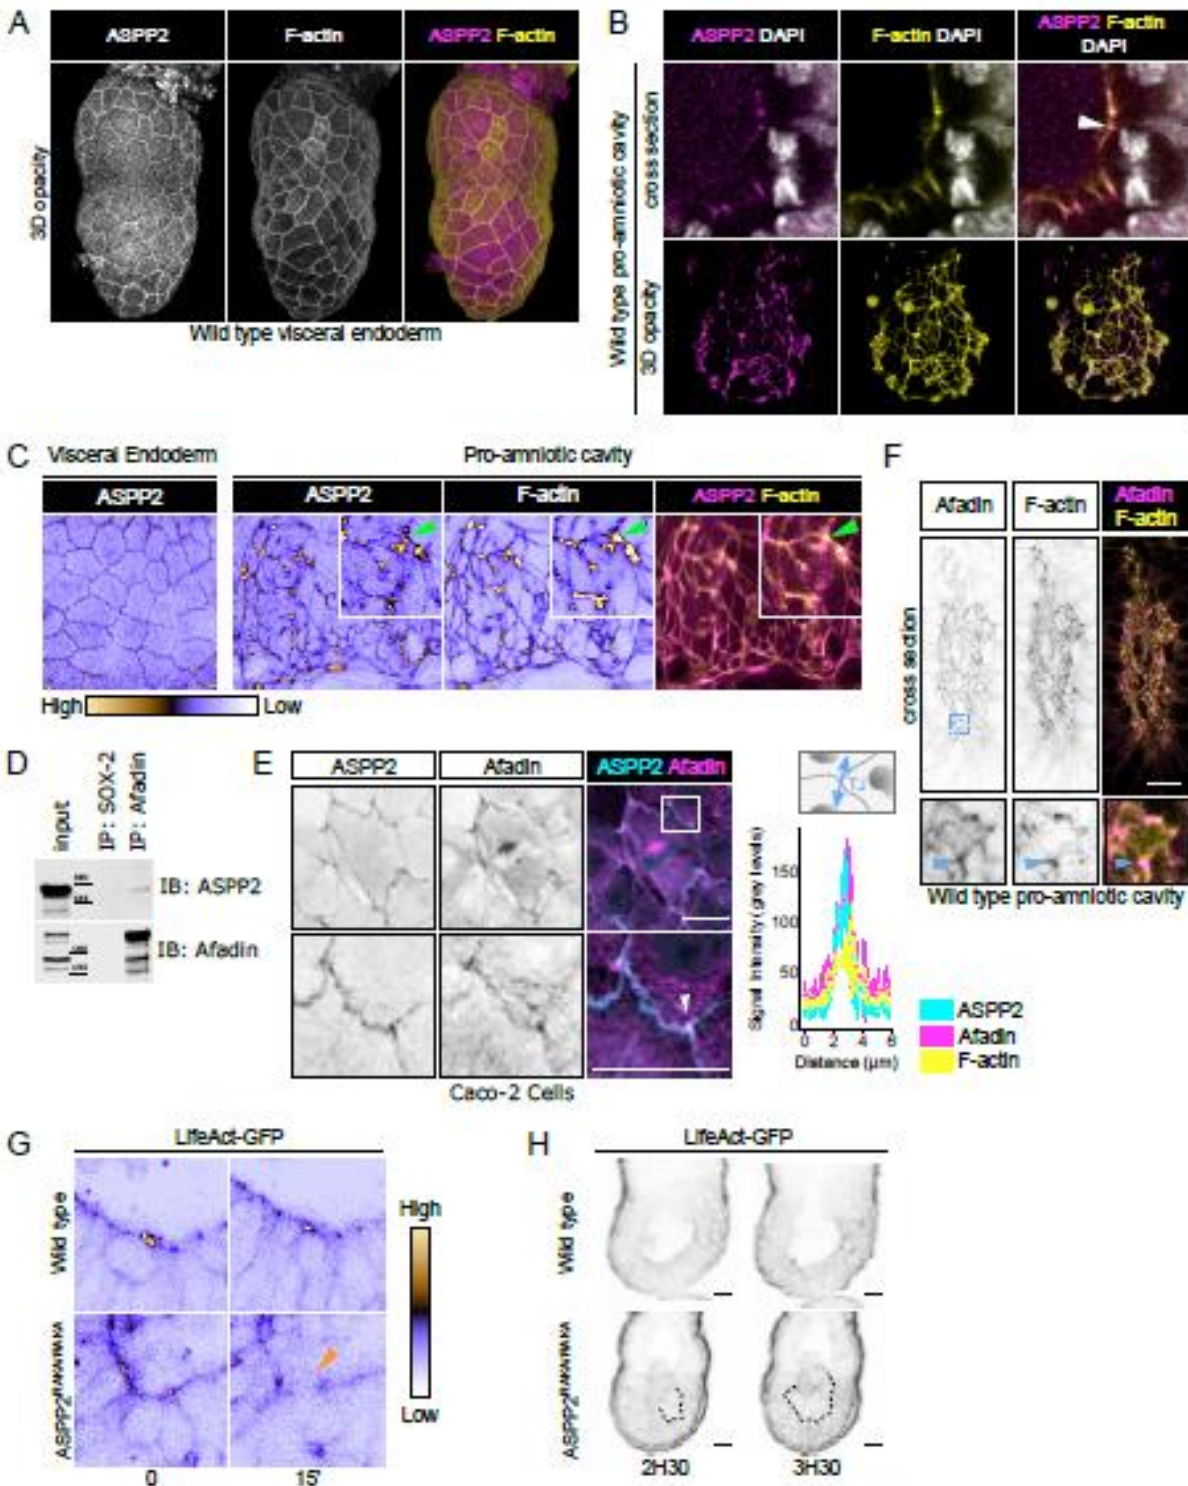 A
ASPP2
F-actin
ASPP2 F-actin
3D opacity
Wild type visceral endoderm
B
ASPP2 DAPI
F-actin DAPI
ASPP2 F-actin
DAPI
Wild type pro-amniotic cavity
cross section
3D opacity
C
Visceral Endoderm
Pro-amniotic cavity
ASPP2
ASPP2
F-actin
ASPP2 F-actin
High
Low
D
input
IP: SOX-2
IP: Afadin
IB: ASPP2
IB: Afadin
E
ASPP2
Afadin
ASPP2 Afadin
Caco-2 Cells
Signal Intensity (grey levels)
150
100
50
0
0 2 4 6
Distance (μm)
ASPP2
Afadin
F-actin
F
Afadin
F-actin
Afadin
F-actin
cross section
Wild type pro-amniotic cavity
G
LifeAct-GFP
Wild type
ASPP2
0
15'
High
Low
H
LifeAct-GFP
Wild type
ASPP2
2H30
3H30